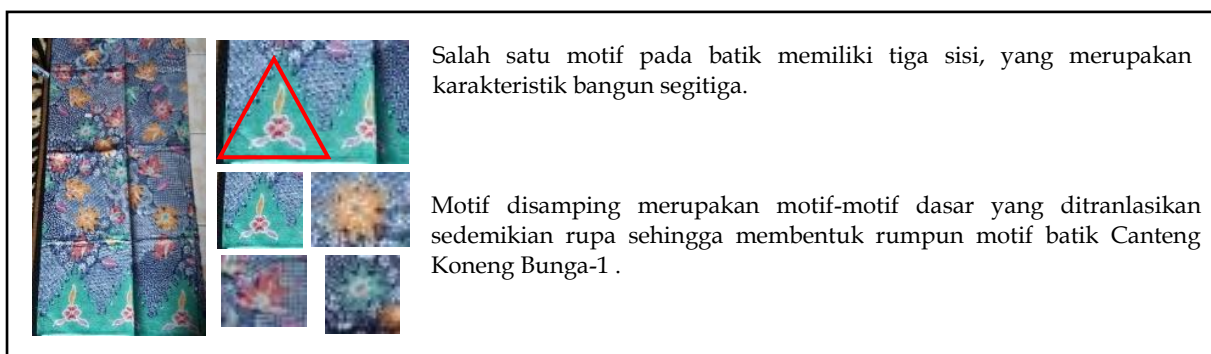 Salah satu motif pada batik memiliki tiga sisi, yang merupakan
karakteristik bangun segitiga.
Motif disamping merupakan motif-motif dasar yang ditranlasikan
sedemikian rupa sehingga membentuk rumpun motif batik Canteng
Koneng Bunga-1 .